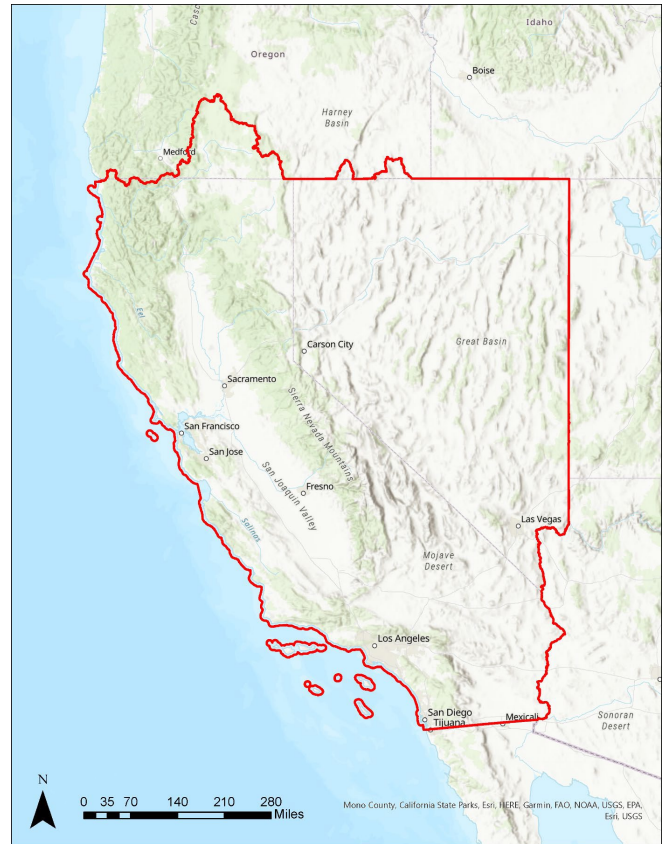 Casc
Idaho
Oregon
Boise
Harney
Basin
Medford
Eel
Carson City
Great Basin
Sacramento
Sierra Nevada Mountains
San Francisco
San Jose
San Joaquin Valley
Fresno
Salinas
Las Vegas
Mojave
Desert
Los Angeles
San Diego
Tijuana
Mexicali
Sonoran
Desert
N
0 35 70 140 210 280
Miles
Mono County, California State Parks, Esri, HERE, Garmin, FAO, NOAA, USGS, EPA,
Esri, USGS